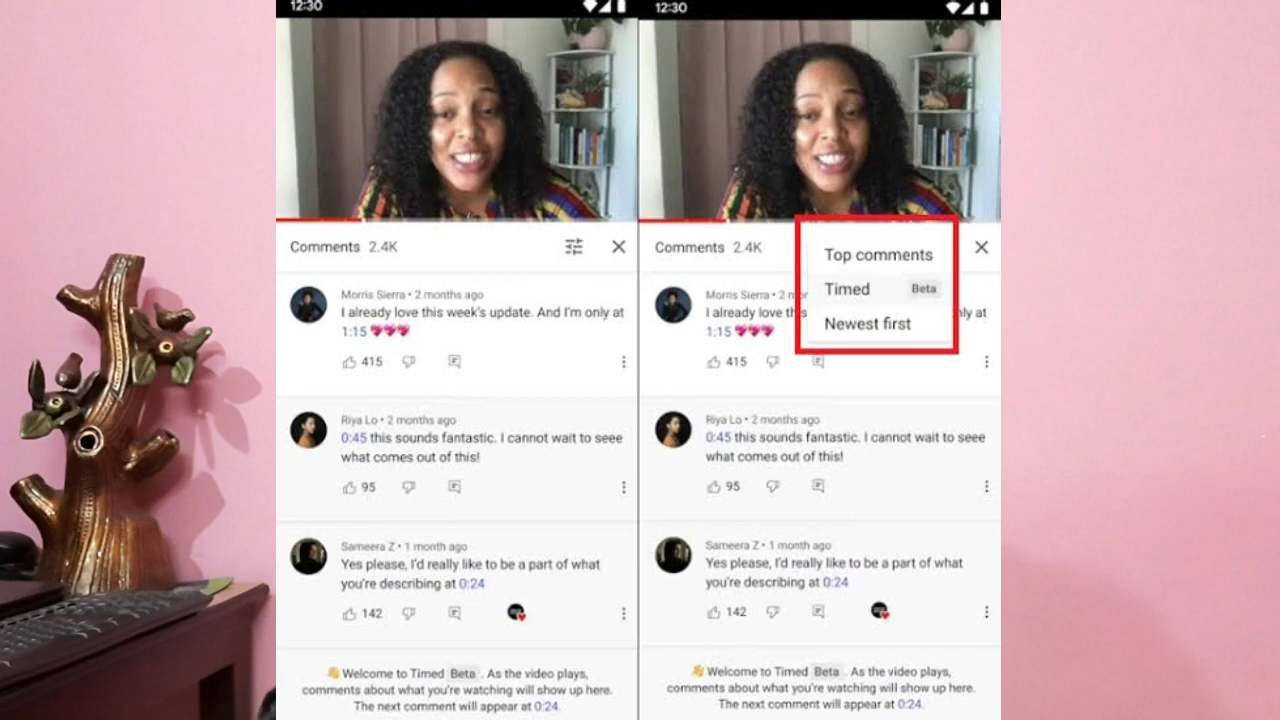 12:30
Comments 2.4K
Morris Sierra • 2 months ago
I already love this week's update. And I'm only at
1:15 💖💖💖
415
Riya Lo • 2 months ago
0:45 this sounds fantastic. I cannot wait to seee
what comes out of this!
95
Sameera Z • 1 month ago
Yes please, I'd really like to be a part of what
you're describing at 0:24
142
👋 Welcome to Timed Beta . As the video plays,
comments about what you're watching will show up here.
The next comment will appear at 0:24.
12:30
Comments 2.4K
Top comments
Timed Beta
Newest first
Morris Sierra • 2 mor
I already love this nly at
1:15 💖💖💖
415
Riya Lo • 2 months ago
0:45 this sounds fantastic. I cannot wait to seee
what comes out of this!
95
Sameera Z • 1 month ago
Yes please, I'd really like to be a part of what
you're describing at 0:24
142
👋 Welcome to Timed Beta . As the video plays,
comments about what you're watching will show up here.
The next comment will appear at 0:24.